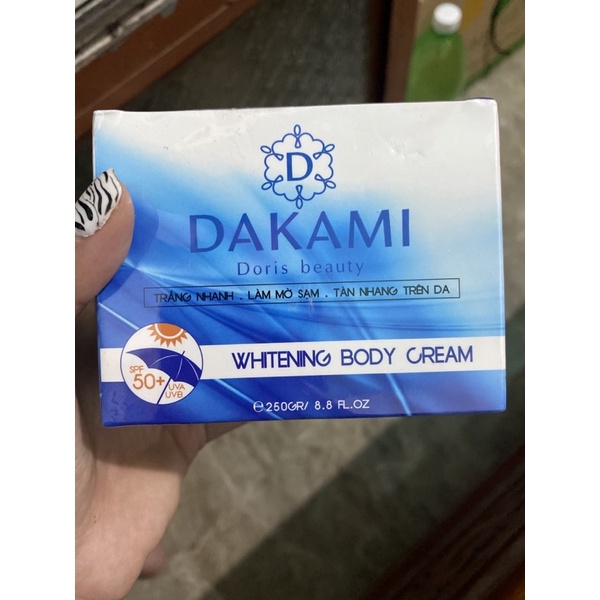 D
DAKAMI
Doris beauty
TRẮNG NHANH . LÀM MỜ SẠM . TÀN NHANG TRÊN DA
SPF
50+
UVA
UVB
WHITENING BODY CREAM
℮ 250GR/ 8.8 FL.OZ